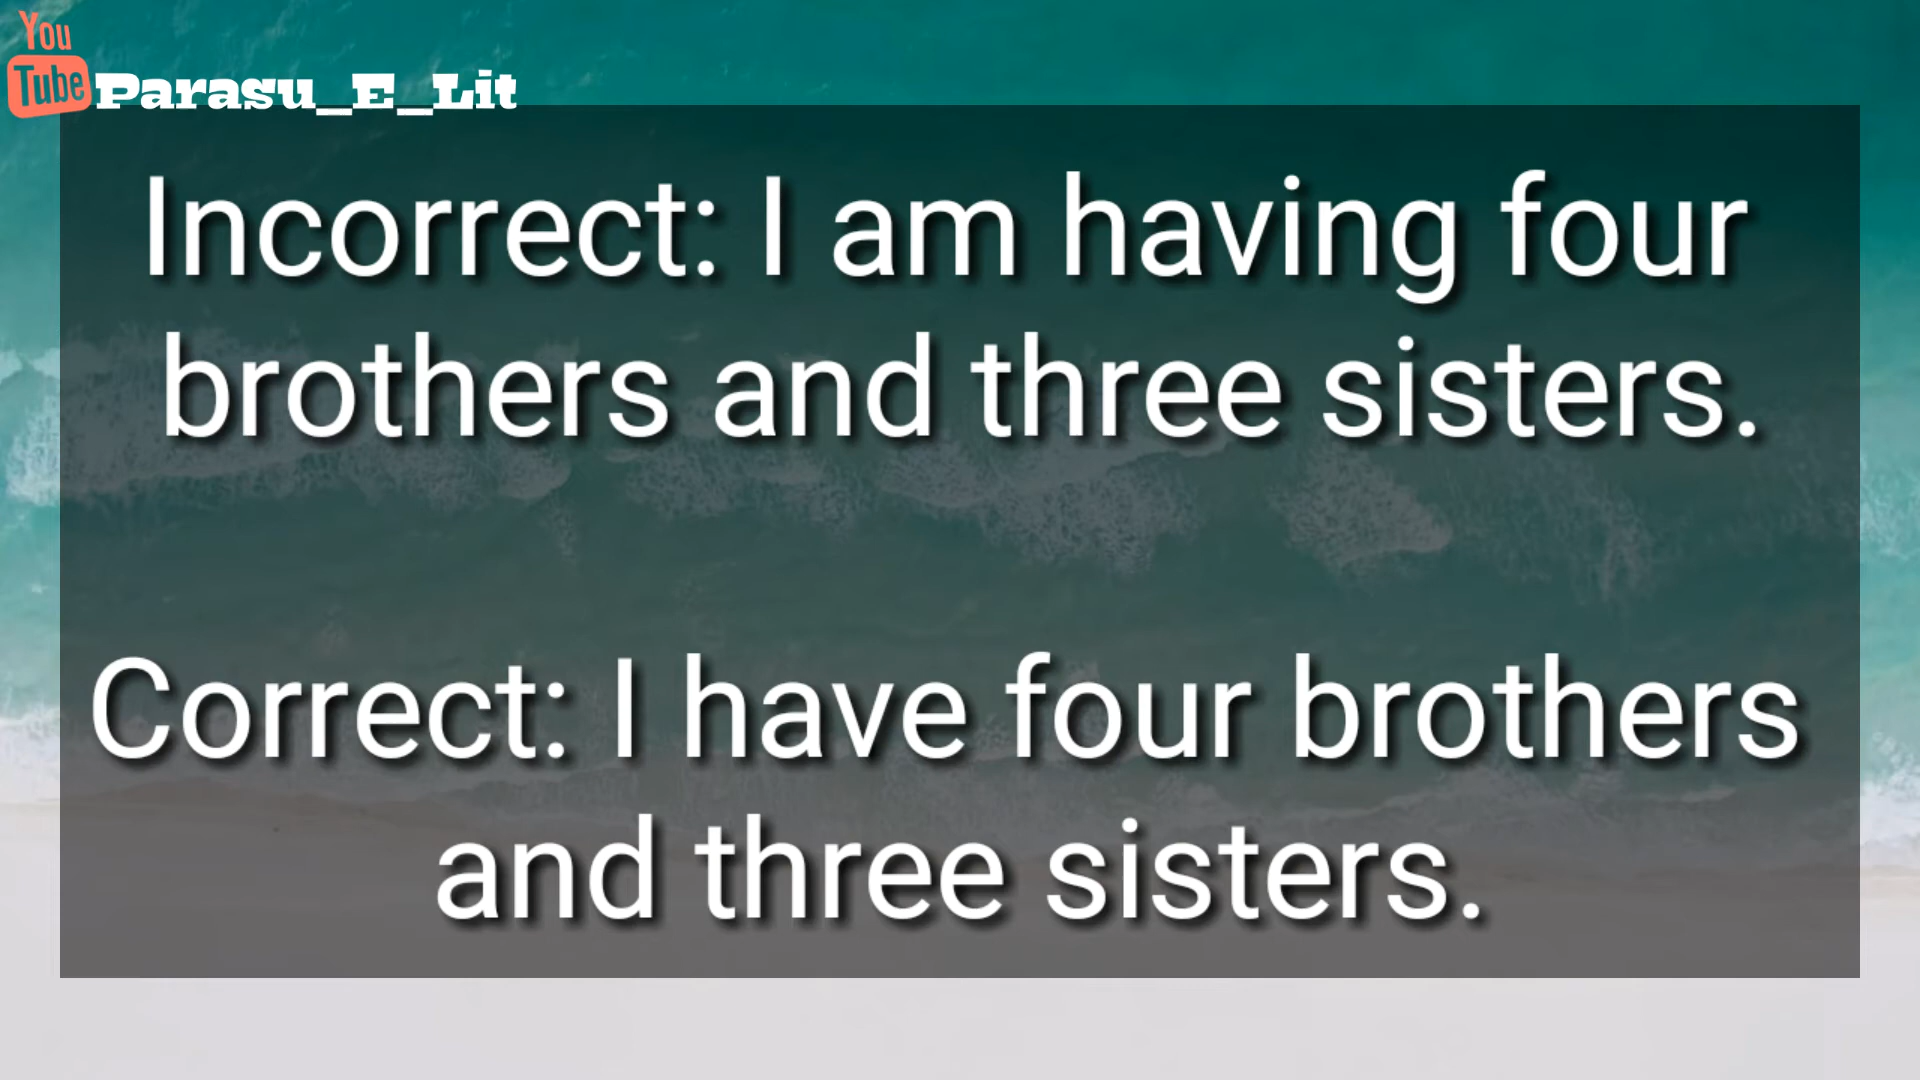 You
Tube Parasu_E_Lit
Incorrect: I am having four
brothers and three sisters.
Correct: I have four brothers
and three sisters.